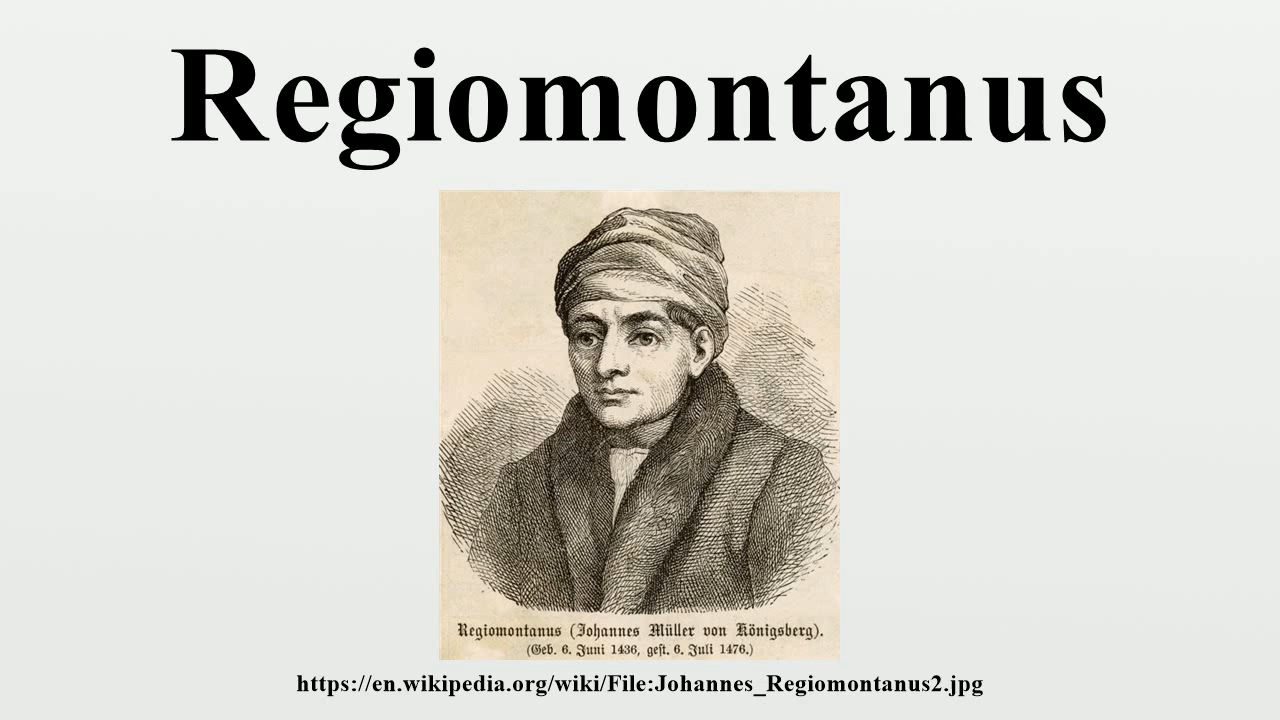 Regiomontanus
Regiomontanus (Johannes Müller von Königsberg).
(Geb. 6. Juni 1436, gest. 6. Juli 1476.)
https://en.wikipedia.org/wiki/File:Johannes_Regiomontanus2.jpg